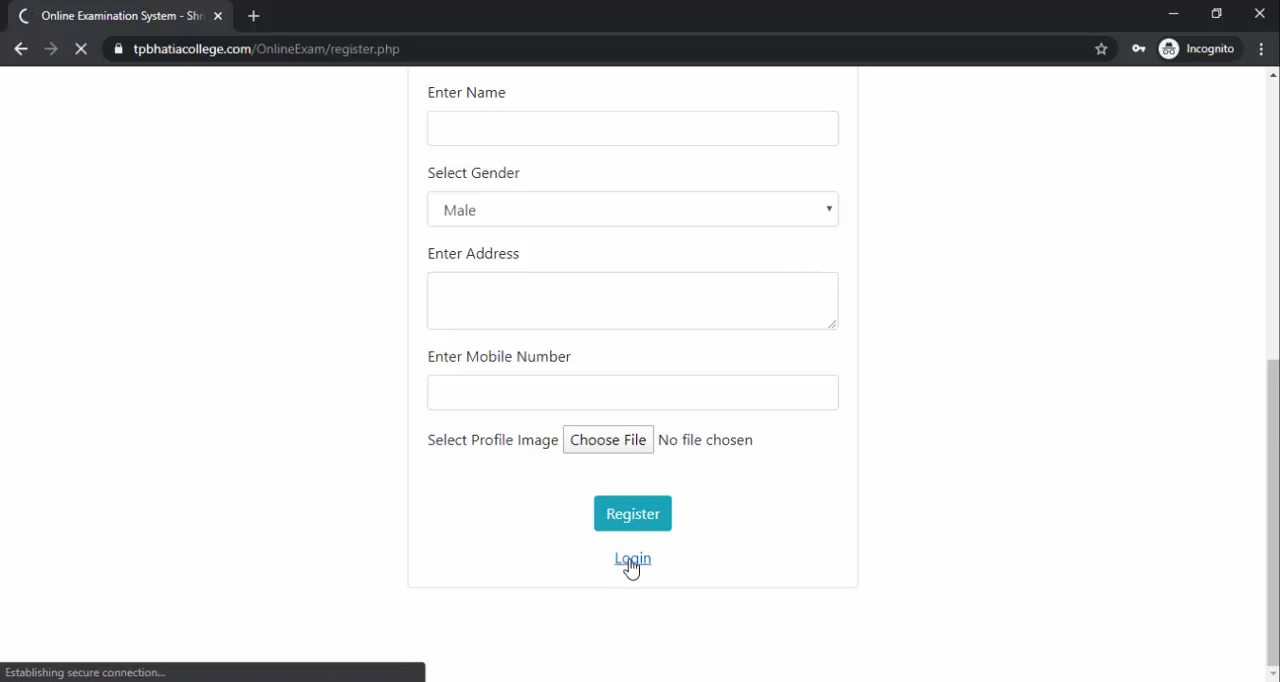 Online Examination System - Shr
tpbhatiacollege.com/OnlineExam/register.php
Incognito
Enter Name
Select Gender
Male
Enter Address
Enter Mobile Number
Select Profile Image Choose File No file chosen
Register
Login
Establishing secure connection...